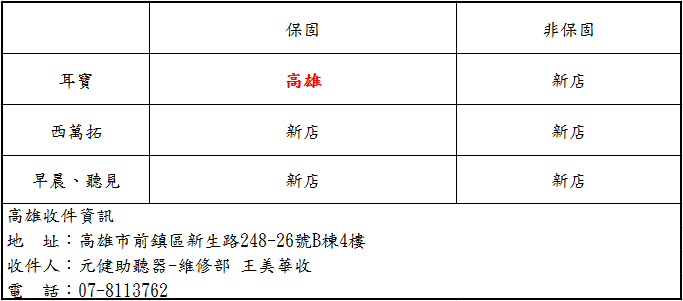 保固 非保固
耳寶 高雄 新店
西萬拓 新店 新店
早晨、聽見 新店 新店
高雄收件資訊
地 址：高雄市前鎮區新生路248-26號B棟4樓
收件人：元健助聽器-維修部 王美華收
電 話：07-8113762